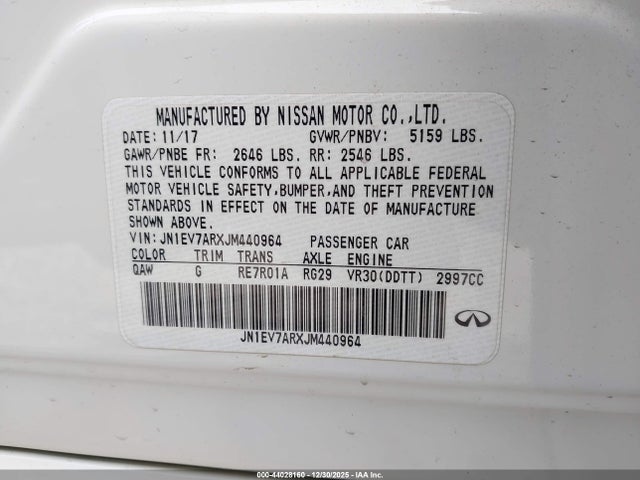 MANUFACTURED BY NISSAN MOTOR CO.,LTD.
DATE: 11/17 GVWR/PNBV: 5159 LBS.
GAWR/PNBE FR: 2646 LBS. RR: 2546 LBS.
THIS VEHICLE CONFORMS TO ALL APPLICABLE FEDERAL
MOTOR VEHICLE SAFETY,BUMPER,AND THEFT PREVENTION
STANDARDS IN EFFECT ON THE DATE OF MANUFACTURE
SHOWN ABOVE.
VIN: JN1EV7ARXJM440964 PASSENGER CAR
COLOR TRIM TRANS AXLE ENGINE
QAW G RE7R01A RG29 VR30(DDTT) 2997CC
JN1EV7ARXJM440964
000-44028160 - 12/30/2025 - IAA Inc.